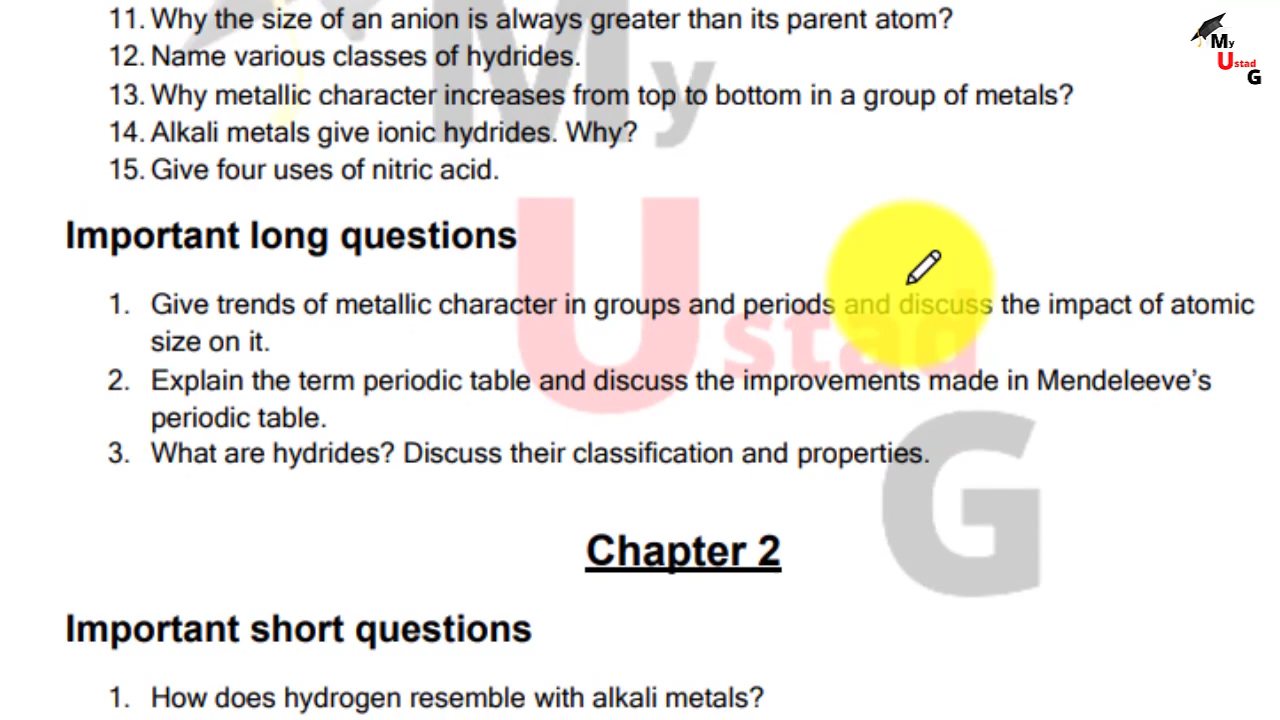 11. Why the size of an anion is always greater than its parent atom?
12. Name various classes of hydrides.
13. Why metallic character increases from top to bottom in a group of metals?
14. Alkali metals give ionic hydrides. Why?
15. Give four uses of nitric acid.
Important long questions
1. Give trends of metallic character in groups and periods and discuss the impact of atomic
size on it.
2. Explain the term periodic table and discuss the improvements made in Mendeleeve’s
periodic table.
3. What are hydrides? Discuss their classification and properties.
Chapter 2
Important short questions
1. How does hydrogen resemble with alkali metals?
My
Ustad
G
My
Ustad
G